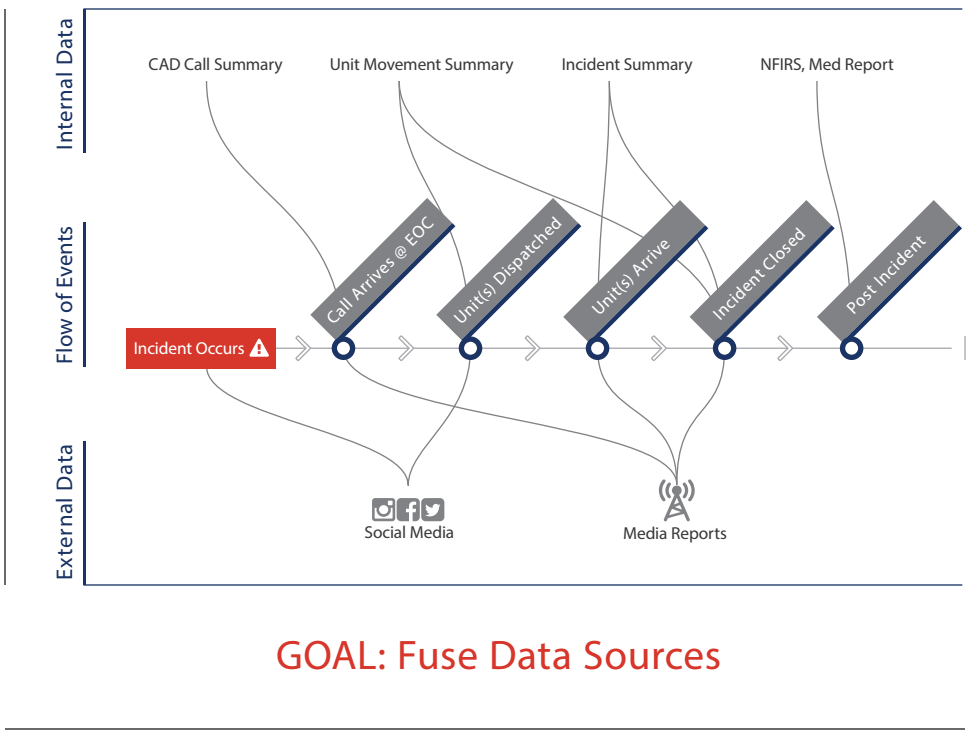 Internal Data
CAD Call Summary
Unit Movement Summary
Incident Summary
NFIRS, Med Report
Flow of Events
Incident Occurs
Call Arrives @ EOC
Unit(s) Dispatched
Unit(s) Arrive
Incident Closed
Post Incident
External Data
Social Media
Media Reports
GOAL: Fuse Data Sources